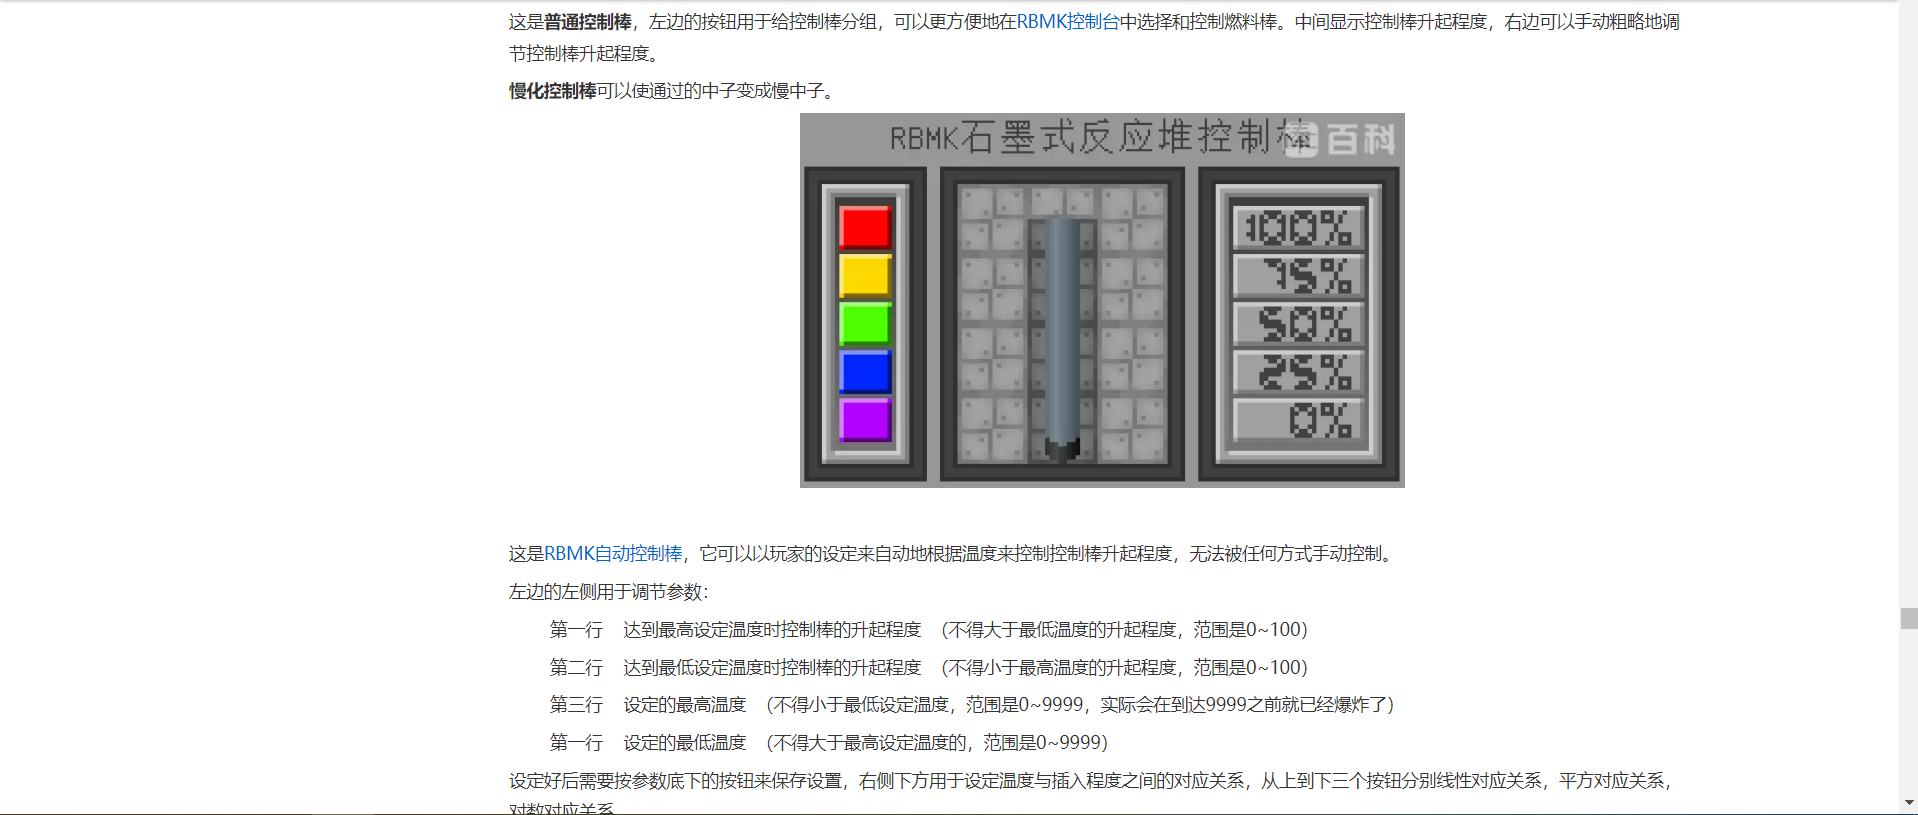 这是普通控制棒，左边的按钮用于给控制棒分组，可以更方便地在RBMK控制台中选择和控制燃料棒。中间显示控制棒升起程度，右边可以手动粗略地调
节控制棒升起程度。
慢化控制棒可以使通过的中子变成慢中子。
RBMK石墨式反应堆控制棒
百科
100%
75%
50%
25%
0%
这是RBMK自动控制棒，它可以以玩家的设定来自动地根据温度来控制控制棒升起程度，无法被任何方式手动控制。
左边的左侧用于调节参数：
第一行 达到最高设定温度时控制棒的升起程度 （不得大于最低温度的升起程度，范围是0~100）
第二行 达到最低设定温度时控制棒的升起程度 （不得小于最高温度的升起程度，范围是0~100）
第三行 设定的最高温度 （不得小于最低设定温度，范围是0~9999，实际会在到达9999之前就已经爆炸了）
第一行 设定的最低温度 （不得大于最高设定温度的，范围是0~9999）
设定好后需要按参数底下的按钮来保存设置，右侧下方用于设定温度与插入程度之间的对应关系，从上到下三个按钮分别线性对应关系，平方对应关系，
对数对应关系